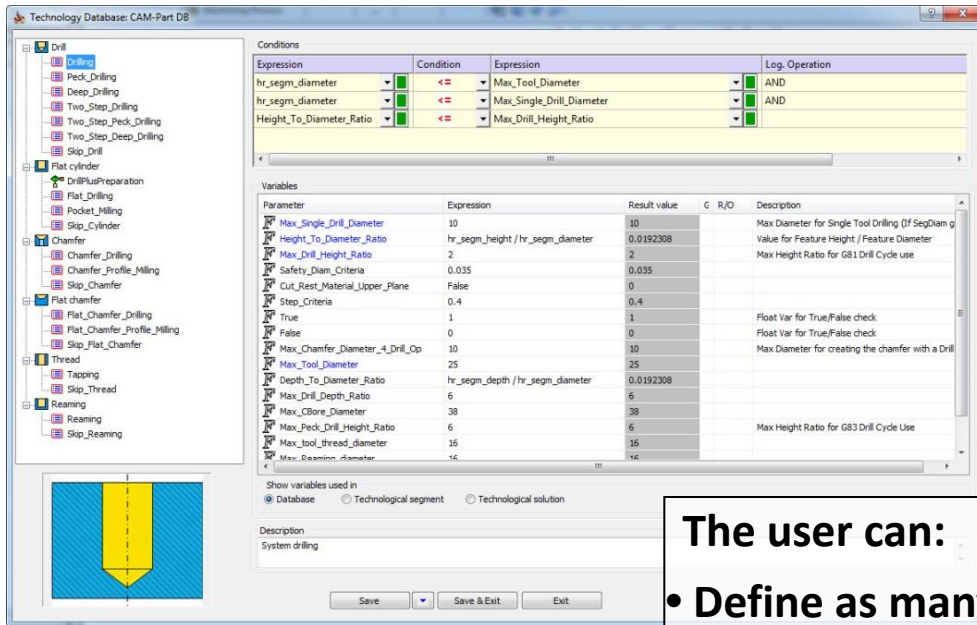 Technology Database: CAM-Part DB
Drill
Drilling
Peck_Drilling
Deep_Drilling
Two_Step_Drilling
Two_Step_Peck_Drilling
Two_Step_Deep_Drilling
Skip_Drill
Flat cylinder
DrillPlusPreparation
Flat_Drilling
Pocket_Milling
Skip_Cylinder
Chamfer
Chamfer_Drilling
Chamfer_Profile_Milling
Skip_Chamfer
Flat chamfer
Flat_Chamfer_Drilling
Flat_Chamfer_Profile_Milling
Skip_Flat_Chamfer
Thread
Tapping
Skip_Thread
Reaming
Reaming
Skip_Reaming
Conditions
Expression Condition Expression Log. Operation
hr_segm_diameter <= Max_Tool_Diameter AND
hr_segm_diameter <= Max_Single_Drill_Diameter AND
Height_To_Diameter_Ratio <= Max_Drill_Height_Ratio
Variables
Parameter Expression Result value G R/O Description
Max_Single_Drill_Diameter 10 10 Max Diameter for Single Tool Drilling (If SegDiam g
Height_To_Diameter_Ratio hr_segm_height / hr_segm_diameter 0.0192308 Value for Feature Height / Feature Diameter
Max_Drill_Height_Ratio 2 2 Max Height Ratio for G81 Drill Cycle use
Safety_Diam_Criteria 0.035 0.035
Cut_Rest_Material_Upper_Plane False 0
Step_Criteria 0.4 0.4
True 1 1 Float Var for True/False check
False 0 0 Float Var for True/False check
Max_Chamfer_Diameter_4_Drill_Op 10 10 Max Diameter for creating the chamfer with a Drill
Max_Tool_Diameter 25 25
Depth_To_Diameter_Ratio hr_segm_depth / hr_segm_diameter 0.0192308
Max_Drill_Depth_Ratio 6 6
Max_CBore_Diameter 38 38
Max_Peck_Drill_Height_Ratio 6 6 Max Height Ratio for G83 Drill Cycle Use
Max_tool_thread_diameter 16 16
Max_Reaming_diameter 16 16
Show variables used in
Database Technological segment Technological solution
Description
System drilling
Save Save & Exit Exit
The user can:
• Define as man